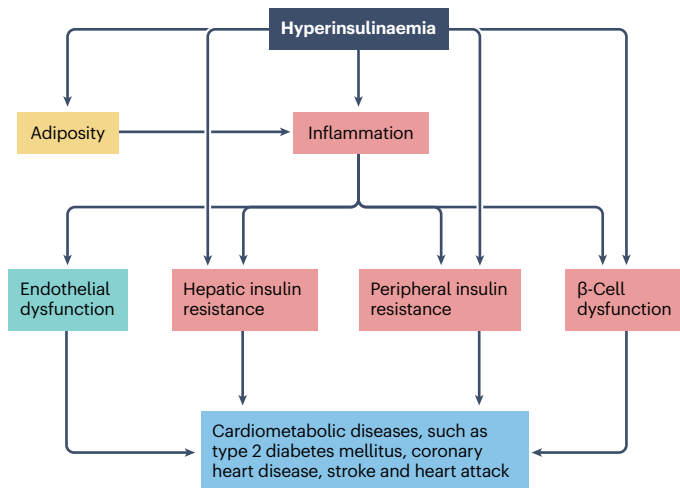 Hyperinsulinaemia
Adiposity
Inflammation
Endothelial
dysfunction
Hepatic insulin
resistance
Peripheral insulin
resistance
β-Cell
dysfunction
Cardiometabolic diseases, such as
type 2 diabetes mellitus, coronary
heart disease, stroke and heart attack